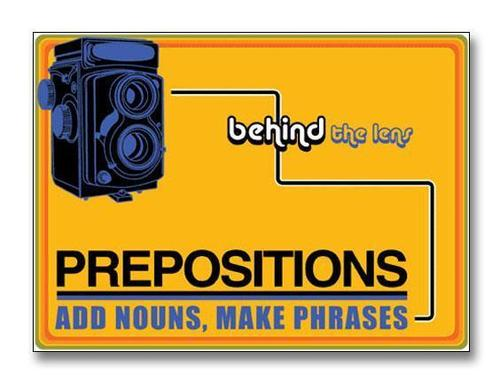 behind the lens
PREPOSITIONS
ADD NOUNS, MAKE PHRASES